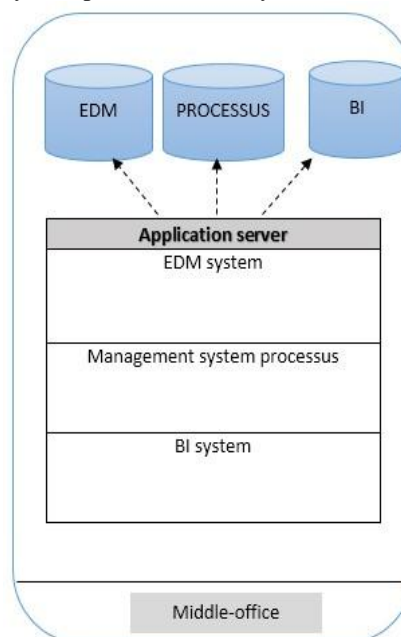 EDM PROCESSUS BI
Application server
EDM system
Management system processus
BI system
Middle-office